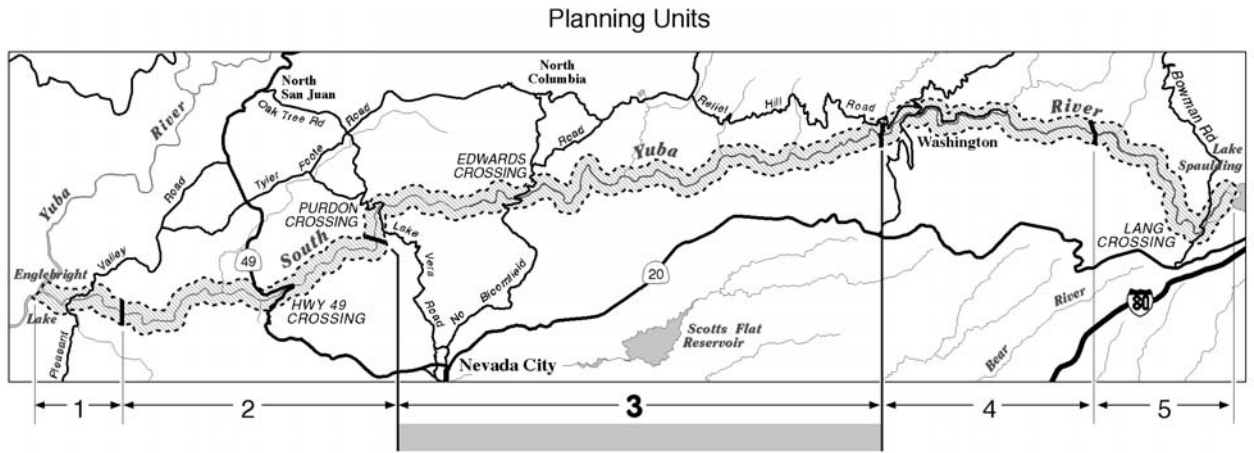 Planning Units
North
San Juan
Oak Tree Rd
Yuba
River
Road
Valley
Tyler Foote Road
North
Columbia
Road
Relief Hill Road
EDWARDS
CROSSING
Yuba
River
Washington
Bowman Rd
Lake
Spaulding
PURDON
CROSSING
South
49
HWY 49
CROSSING
Lake Vera Road
No Bloomfield
20
LANG
CROSSING
Englebright
Lake
Pleasant
Scotts Flat
Reservoir
Bear River
80
Nevada City
1
2
3
4
5